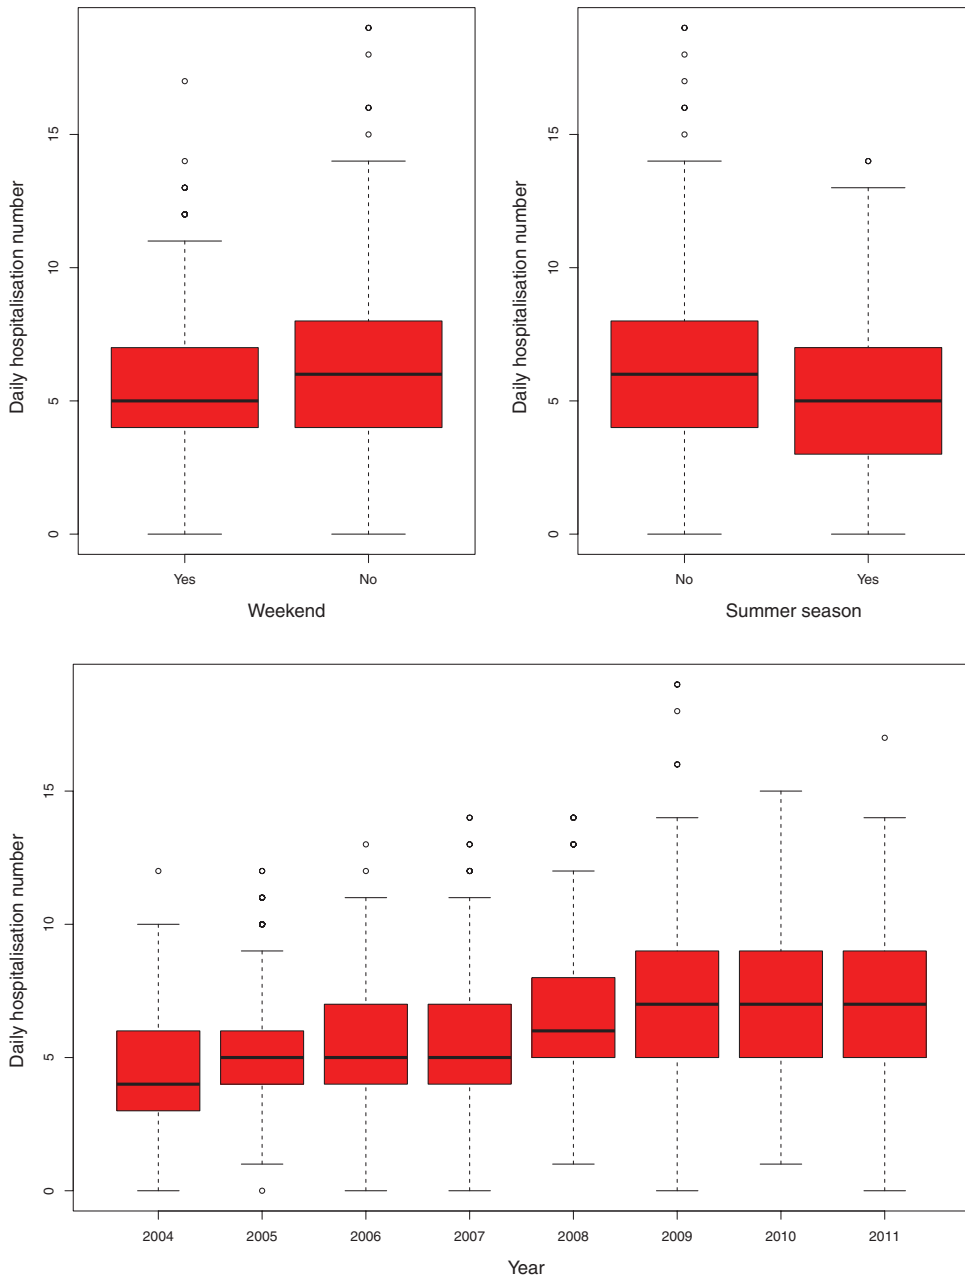 Daily hospitalisation number
15
10
5
0
Yes No
Weekend
Daily hospitalisation number
15
10
5
0
No Yes
Summer season
Daily hospitalisation number
15
10
5
0
2004 2005 2006 2007 2008 2009 2010 2011
Year